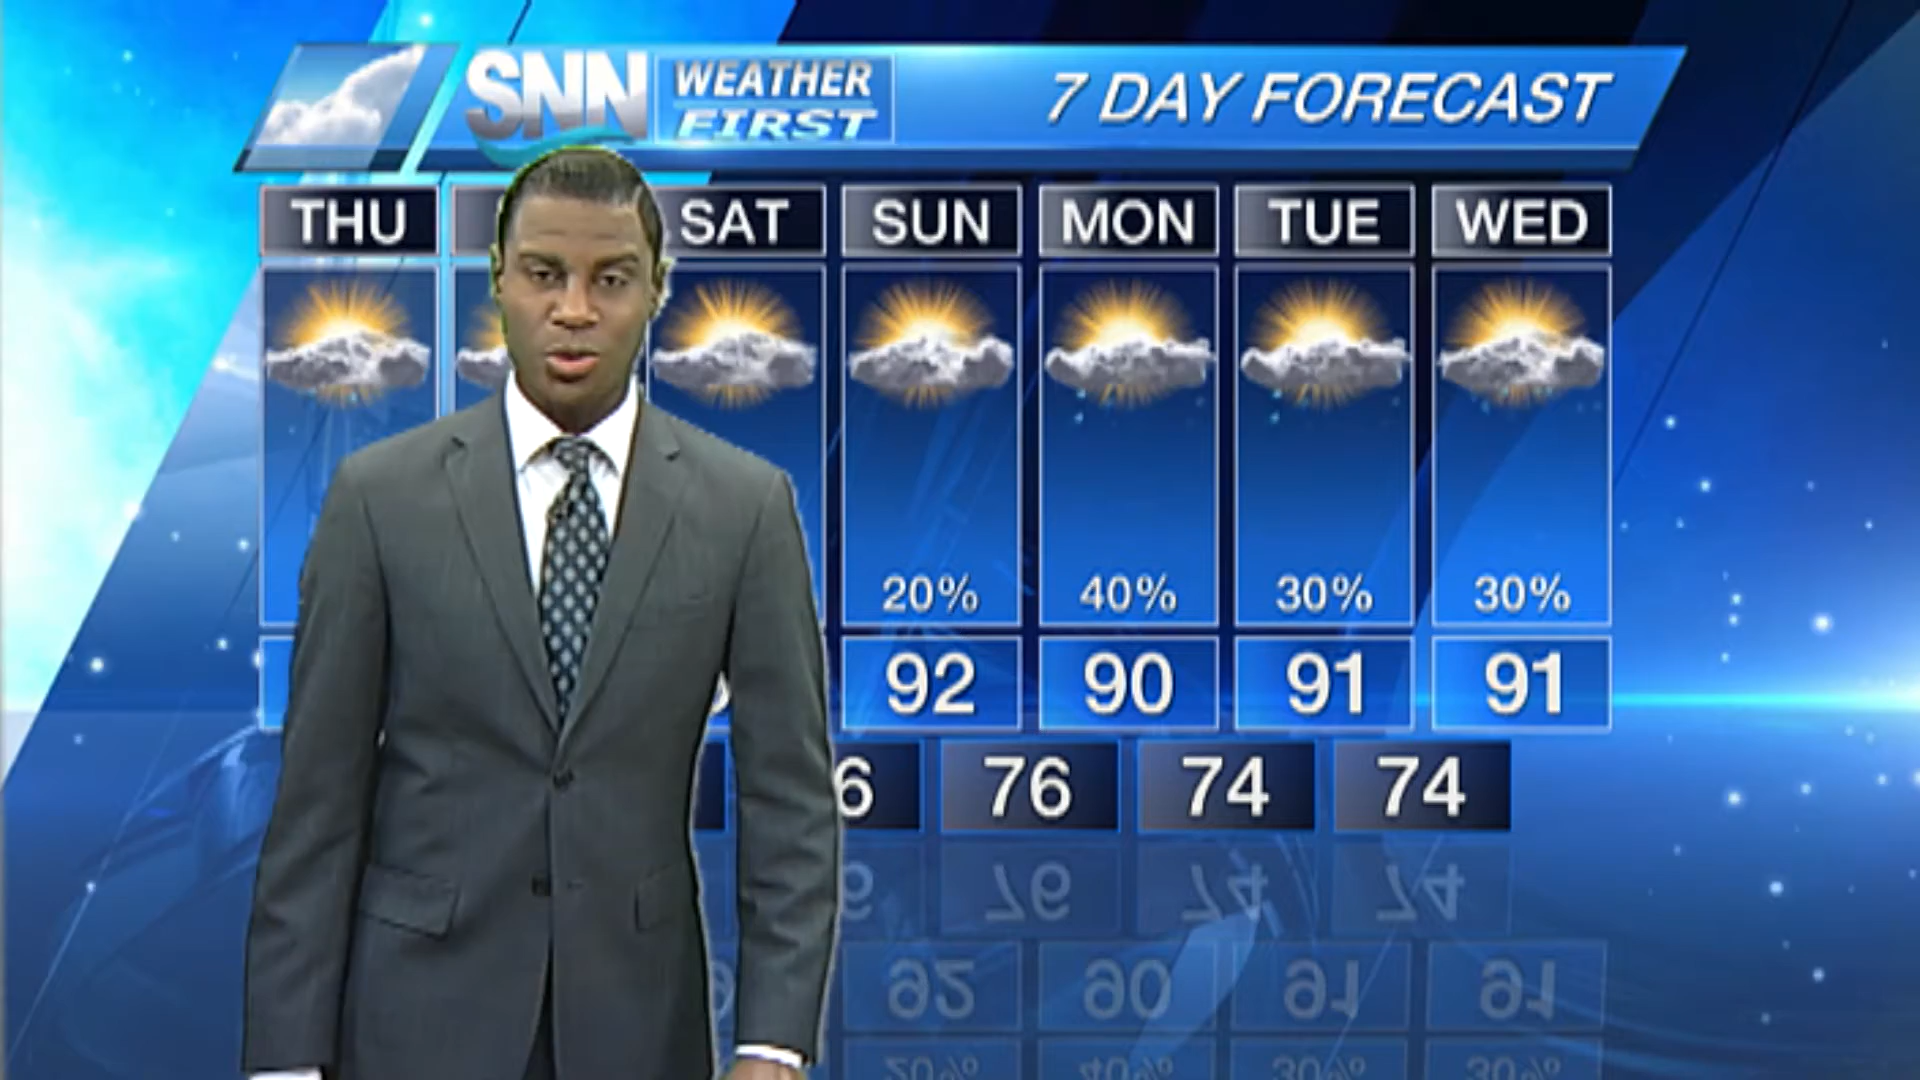 SNN WEATHER FIRST 7 DAY FORECAST
THU SAT SUN MON TUE WED
20% 40% 30% 30%
92 90 91 91
6 76 74 74